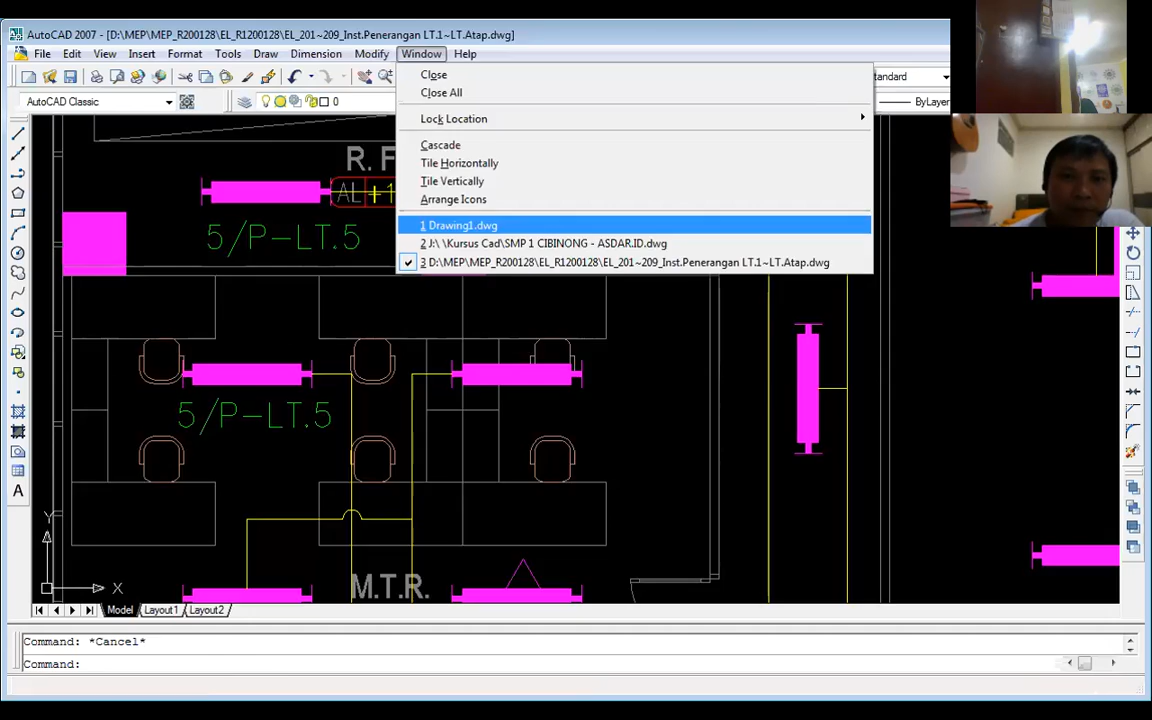 AutoCAD 2007 - [D:\MEP\MEP_R200128\EL_R1200128\EL_201~209_Inst.Penerangan LT.1~LT.Atap.dwg]
File Edit View Insert Format Tools Draw Dimension Modify Window Help
Close
Close All
Lock Location
Cascade
Tile Horizontally
Tile Vertically
Arrange Icons
1 Drawing1.dwg
2 J:\ \Kursus Cad\SMP 1 CIBINONG - ASDAR.ID.dwg
3 D:\MEP\MEP_R200128\EL_R1200128\EL_201~209_Inst.Penerangan LT.1~LT.Atap.dwg
AutoCAD Classic
0
tandard
ByLayer
R. F
AL
5/P-LT.5
5/P-LT.5
M.T.R.
Y
X
A
Model Layout1 Layout2
Command: *Cancel*
Command: